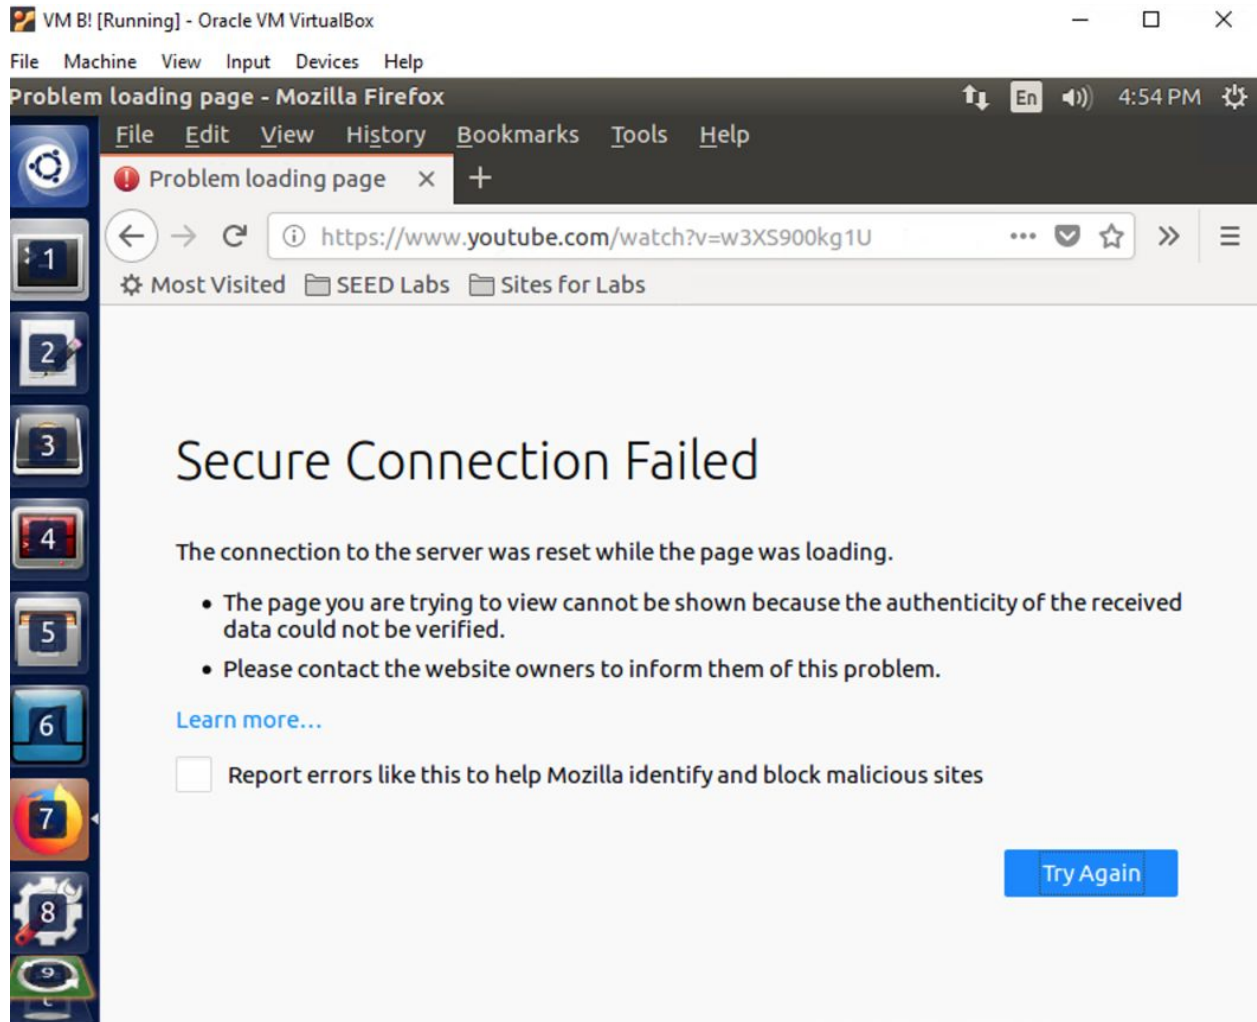 VM B! [Running] - Oracle VM VirtualBox
File Machine View Input Devices Help
Problem loading page - Mozilla Firefox En 4:54 PM
File Edit View History Bookmarks Tools Help
Problem loading page
https://www.youtube.com/watch?v=w3XS900kg1U
Most Visited SEED Labs Sites for Labs
1
2
3
Secure Connection Failed
4
The connection to the server was reset while the page was loading.
• The page you are trying to view cannot be shown because the authenticity of the received
data could not be verified.
5
• Please contact the website owners to inform them of this problem.
6
Learn more...
Report errors like this to help Mozilla identify and block malicious sites
7
Try Again
8
9